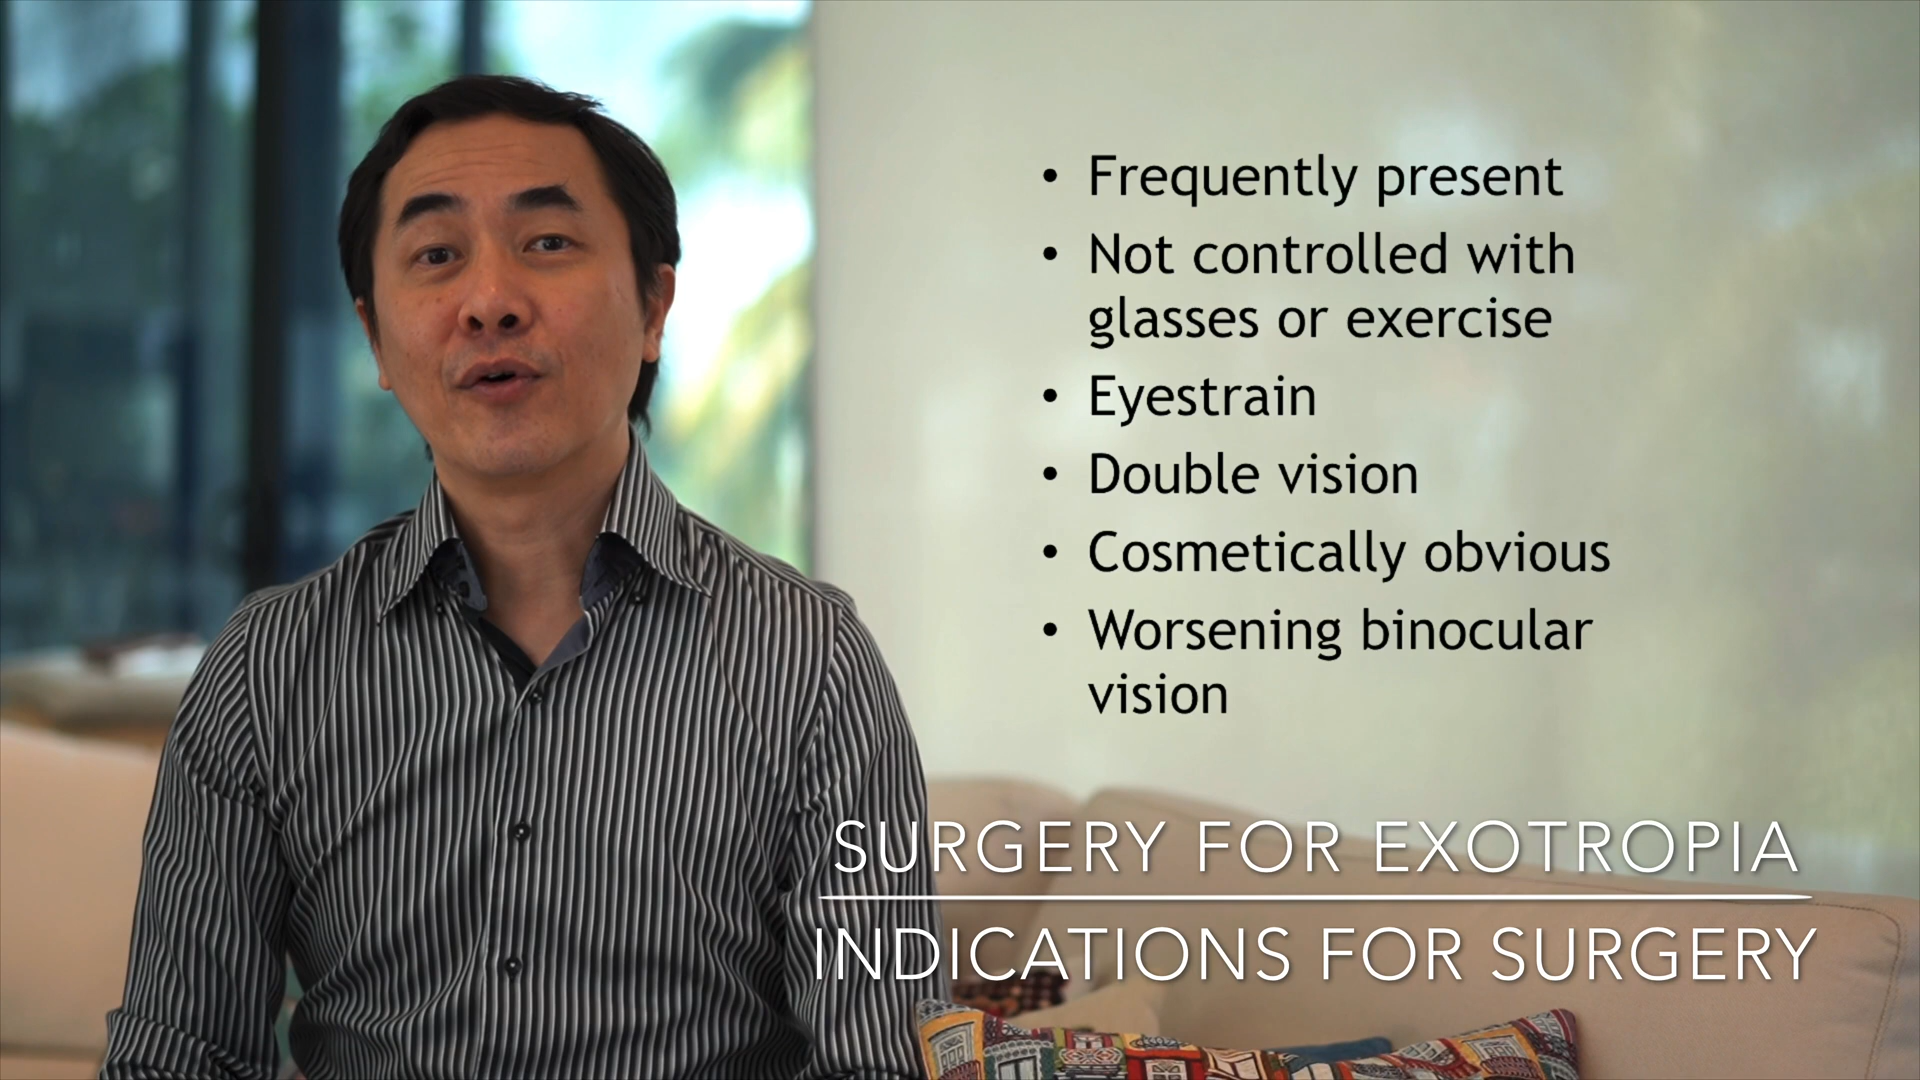 • Frequently present
• Not controlled with
glasses or exercise
• Eyestrain
• Double vision
• Cosmetically obvious
• Worsening binocular
vision
SURGERY FOR EXOTROPIA
INDICATIONS FOR SURGERY